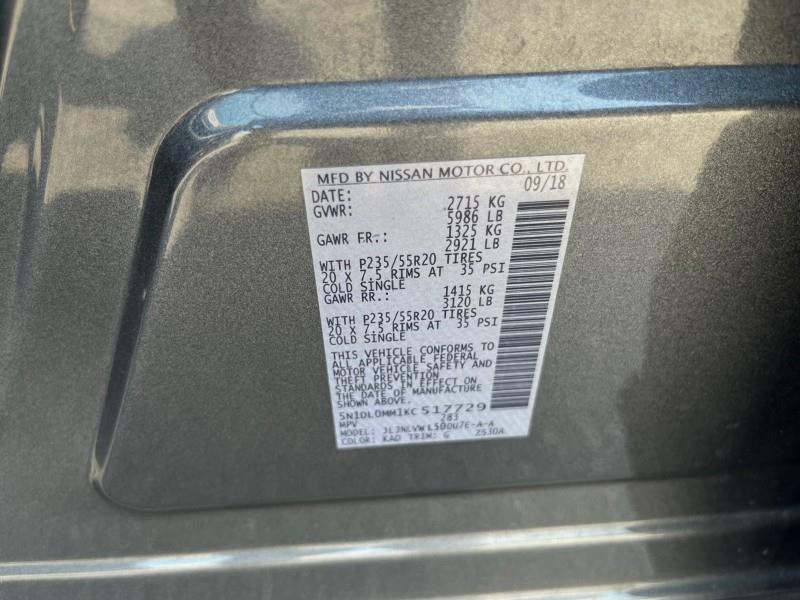 MFD BY NISSAN MOTOR CO., LTD.
DATE: 09/18
GVWR: 2715 KG
5986 LB
GAWR FR.: 1325 KG
2921 LB
WITH P235/55R20 TIRES
20 X 7.5 RIMS AT 35 PSI
COLD SINGLE
GAWR RR.: 1415 KG
3120 LB
WITH P235/55R20 TIRES
20 X 7.5 RIMS AT 35 PSI
COLD SINGLE
THIS VEHICLE CONFORMS TO
ALL APPLICABLE FEDERAL
MOTOR VEHICLE SAFETY AND
THEFT PREVENTION
STANDARDS IN EFFECT ON
THE DATE OF MANUFACTURE
SHOWN ABOVE.
5N1DL0MM1KC517729
MPV 283
MODEL: JLJNLVWL50UU7E-A-A
COLOR: KAD TRIM: G 2530A